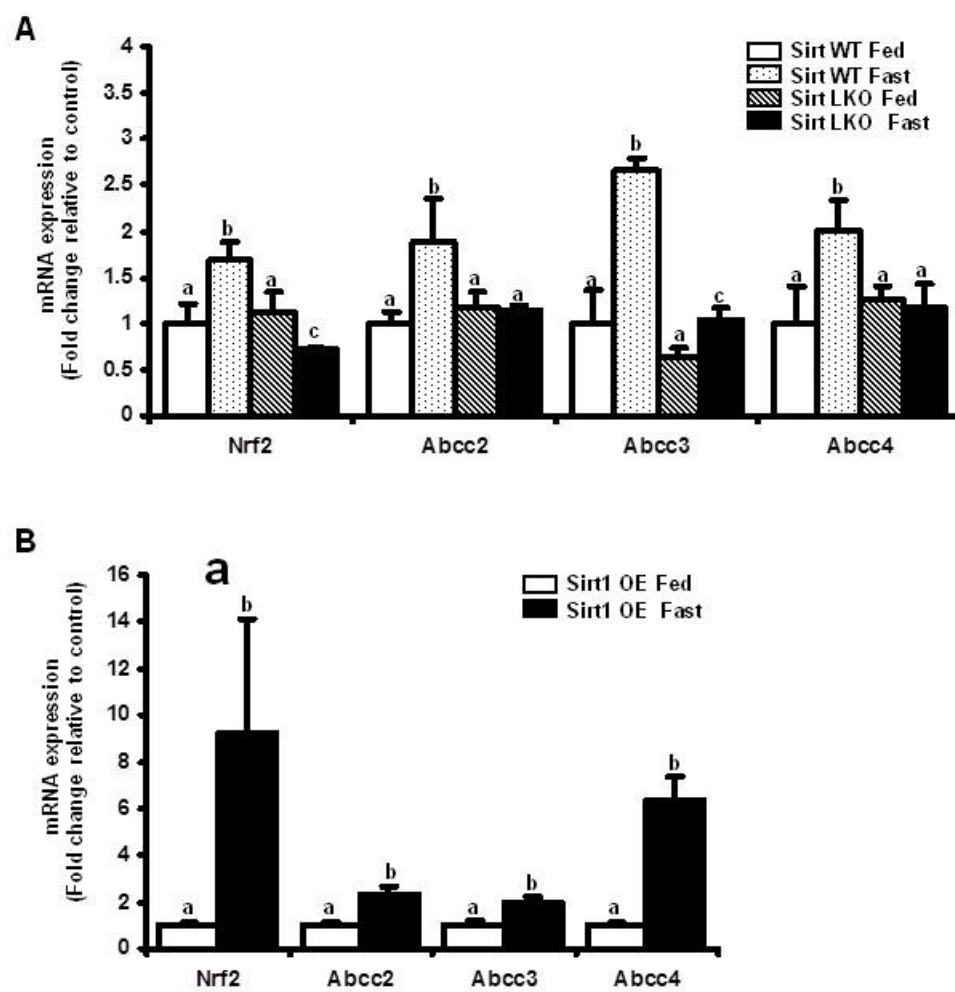 A
mRNA expression
(Fold change relative to control)
4
3.5
3
2.5
2
1.5
1
0.5
0
Sirt WT Fed
Sirt WT Fast
Sirt LKO Fed
Sirt LKO Fast
a b a c
a b a a
a b a c
a b a a
Nrf2 Abcc2 Abcc3 Abcc4
B
mRNA expression
(Fold change relative to control)
16
14
12
10
8
6
4
2
0
a
Sirt1 OE Fed
Sirt1 OE Fast
a b
a b
a b
a b
Nrf2 Abcc2 Abcc3 Abcc4